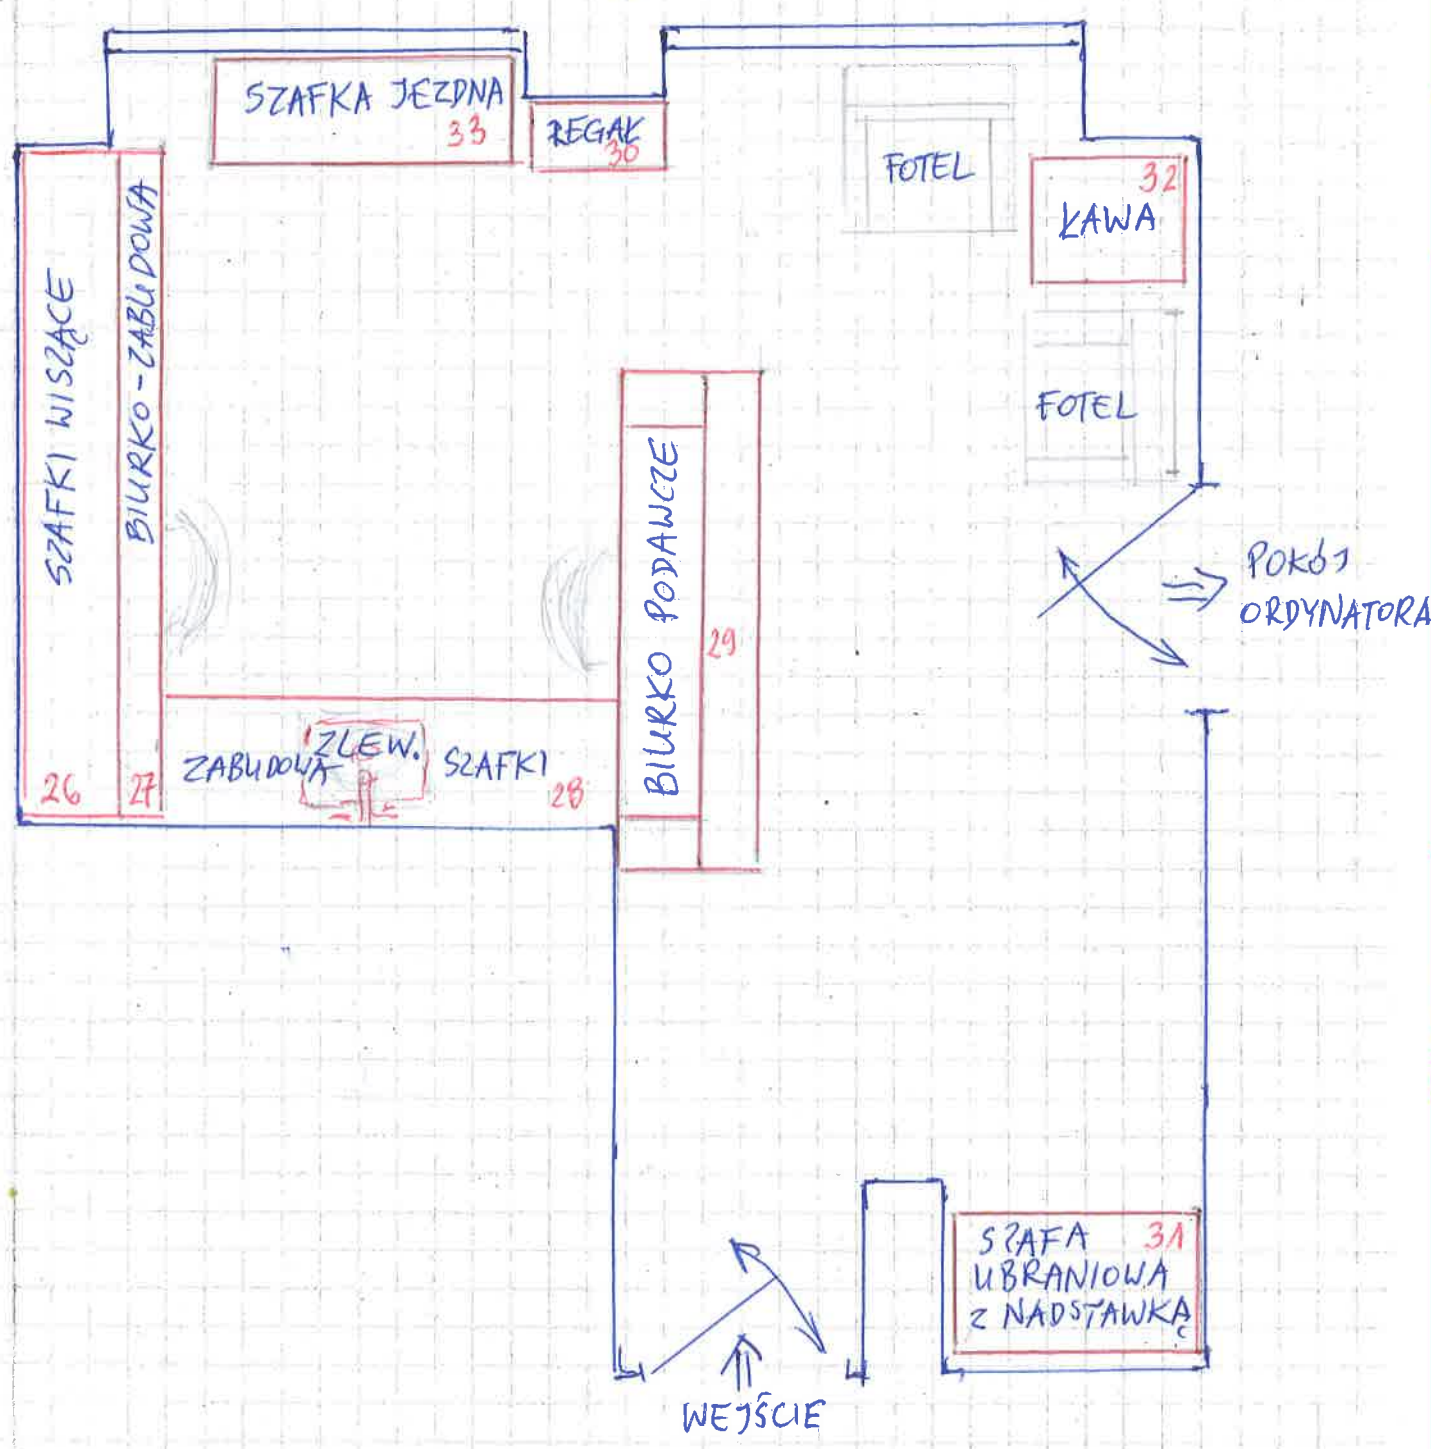 SZAFKA JEZDNA
33
REGAŁ
30
FOTEL
32
ŁAWA
SZAFKI WISZĄCE
BIURKO - ZABUDOWA
FOTEL
BIURKO PODAWCZE
29
POKÓJ
ORDYNATORA
26
27
ZABUDOWA
ZLEW.
SZAFKI
28
SZAFA
31
UBRANIOWA
Z NADSTAWKĄ
WEJŚCIE